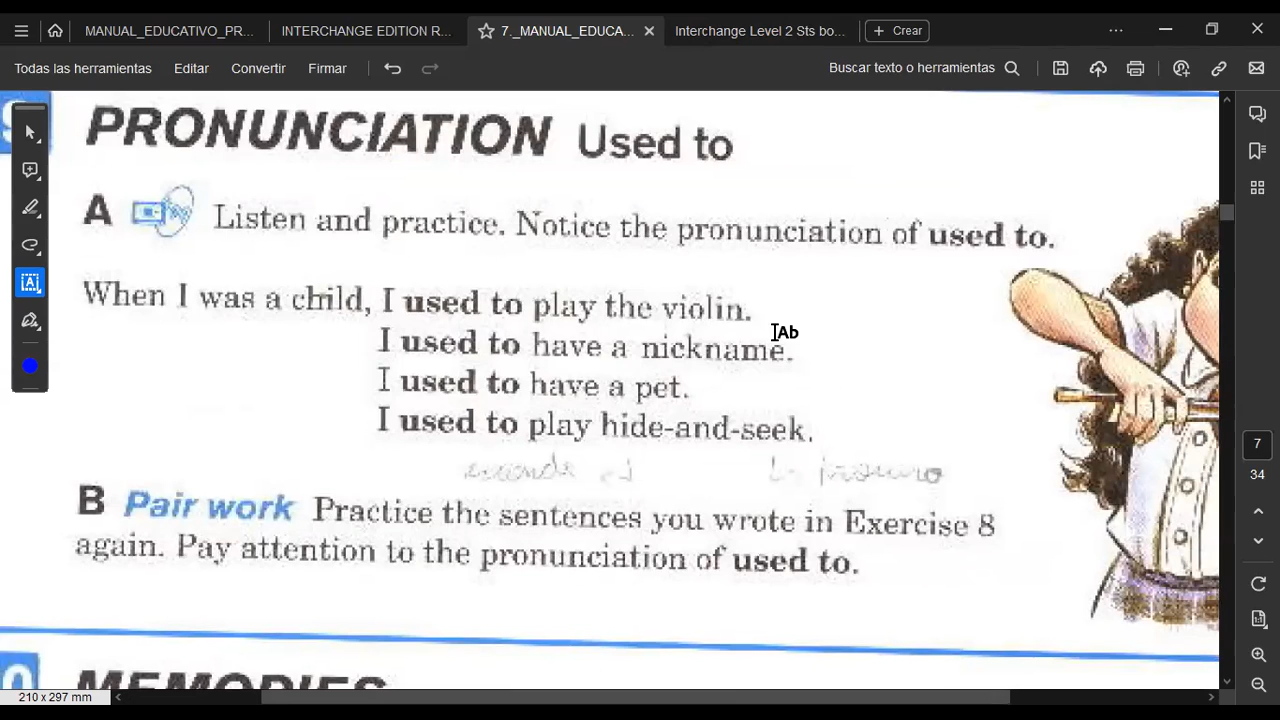 MANUAL_EDUCATIVO_PR...
INTERCHANGE EDITION R...
7._MANUAL_EDUCA...
Interchange Level 2 Sts bo...
Crear
Todas las herramientas
Editar
Convertir
Firmar
Buscar texto o herramientas
PRONUNCIATION Used to
A Listen and practice. Notice the pronunciation of used to.
When I was a child, I used to play the violin.
I used to have a nickname.
I used to have a pet.
I used to play hide-and-seek.
B Pair work Practice the sentences you wrote in Exercise 8
again. Pay attention to the pronunciation of used to.
MEMORIES
Ab
7
34
210 x 297 mm